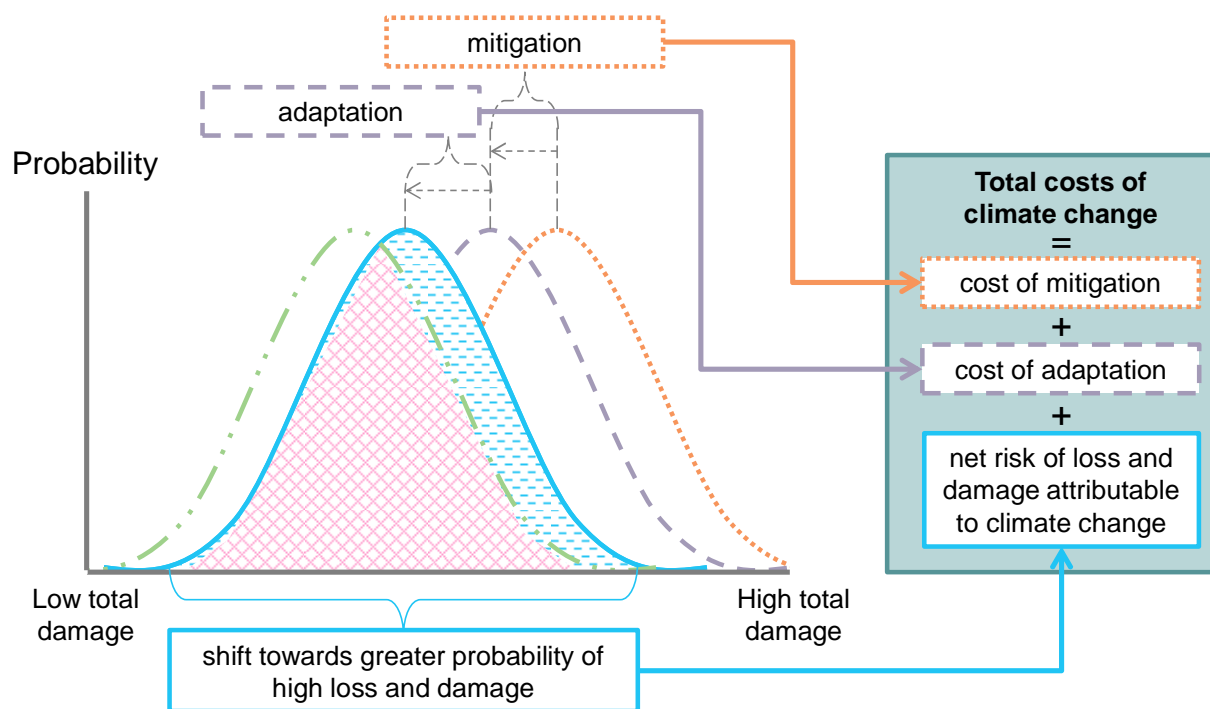 mitigation
adaptation
Probability
Low total
damage
High total
damage
shift towards greater probability of
high loss and damage
Total costs of
climate change
=
cost of mitigation
+
cost of adaptation
+
net risk of loss and
damage attributable
to climate change